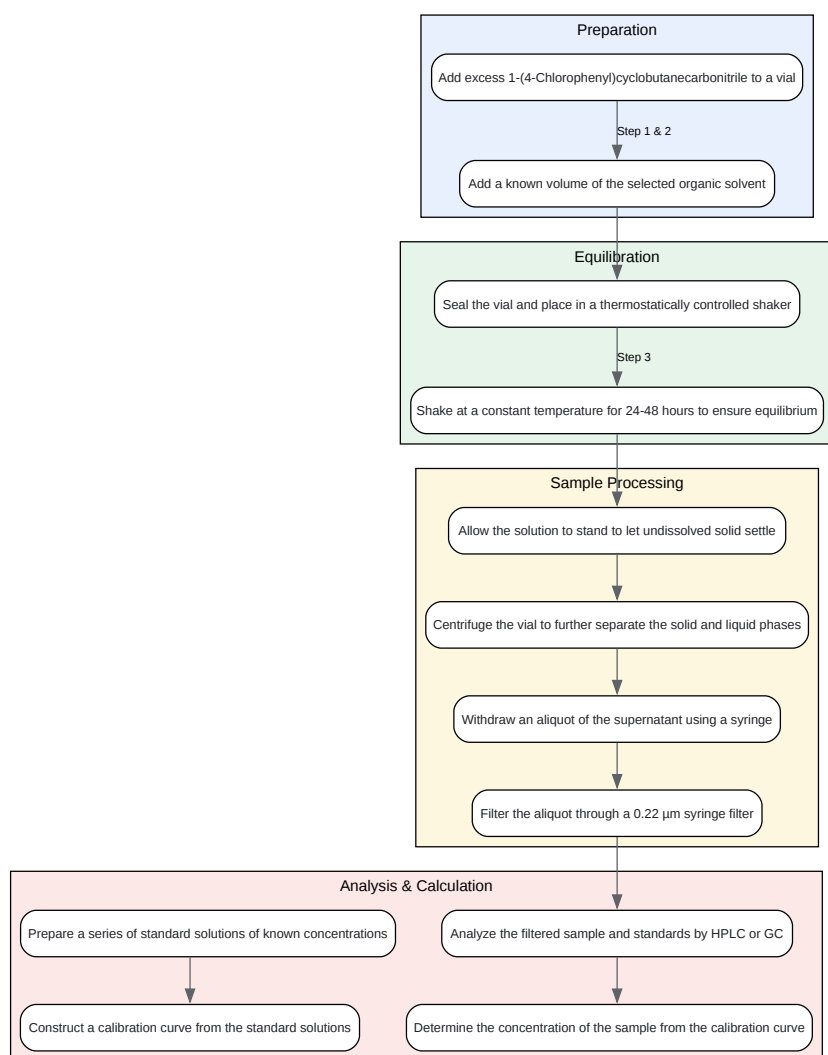 Preparation
Add excess 1-(4-Chlorophenyl)cyclobutanecarbonitrile to a vial
Step 1 & 2
Add a known volume of the selected organic solvent
Equilibration
Seal the vial and place in a thermostatically controlled shaker
Step 3
Shake at a constant temperature for 24-48 hours to ensure equilibrium
Sample Processing
Allow the solution to stand to let undissolved solid settle
Centrifuge the vial to further separate the solid and liquid phases
Withdraw an aliquot of the supernatant using a syringe
Filter the aliquot through a 0.22 µm syringe filter
Analysis & Calculation
Prepare a series of standard solutions of known concentrations
Analyze the filtered sample and standards by HPLC or GC
Construct a calibration curve from the standard solutions
Determine the concentration of the sample from the calibration curve